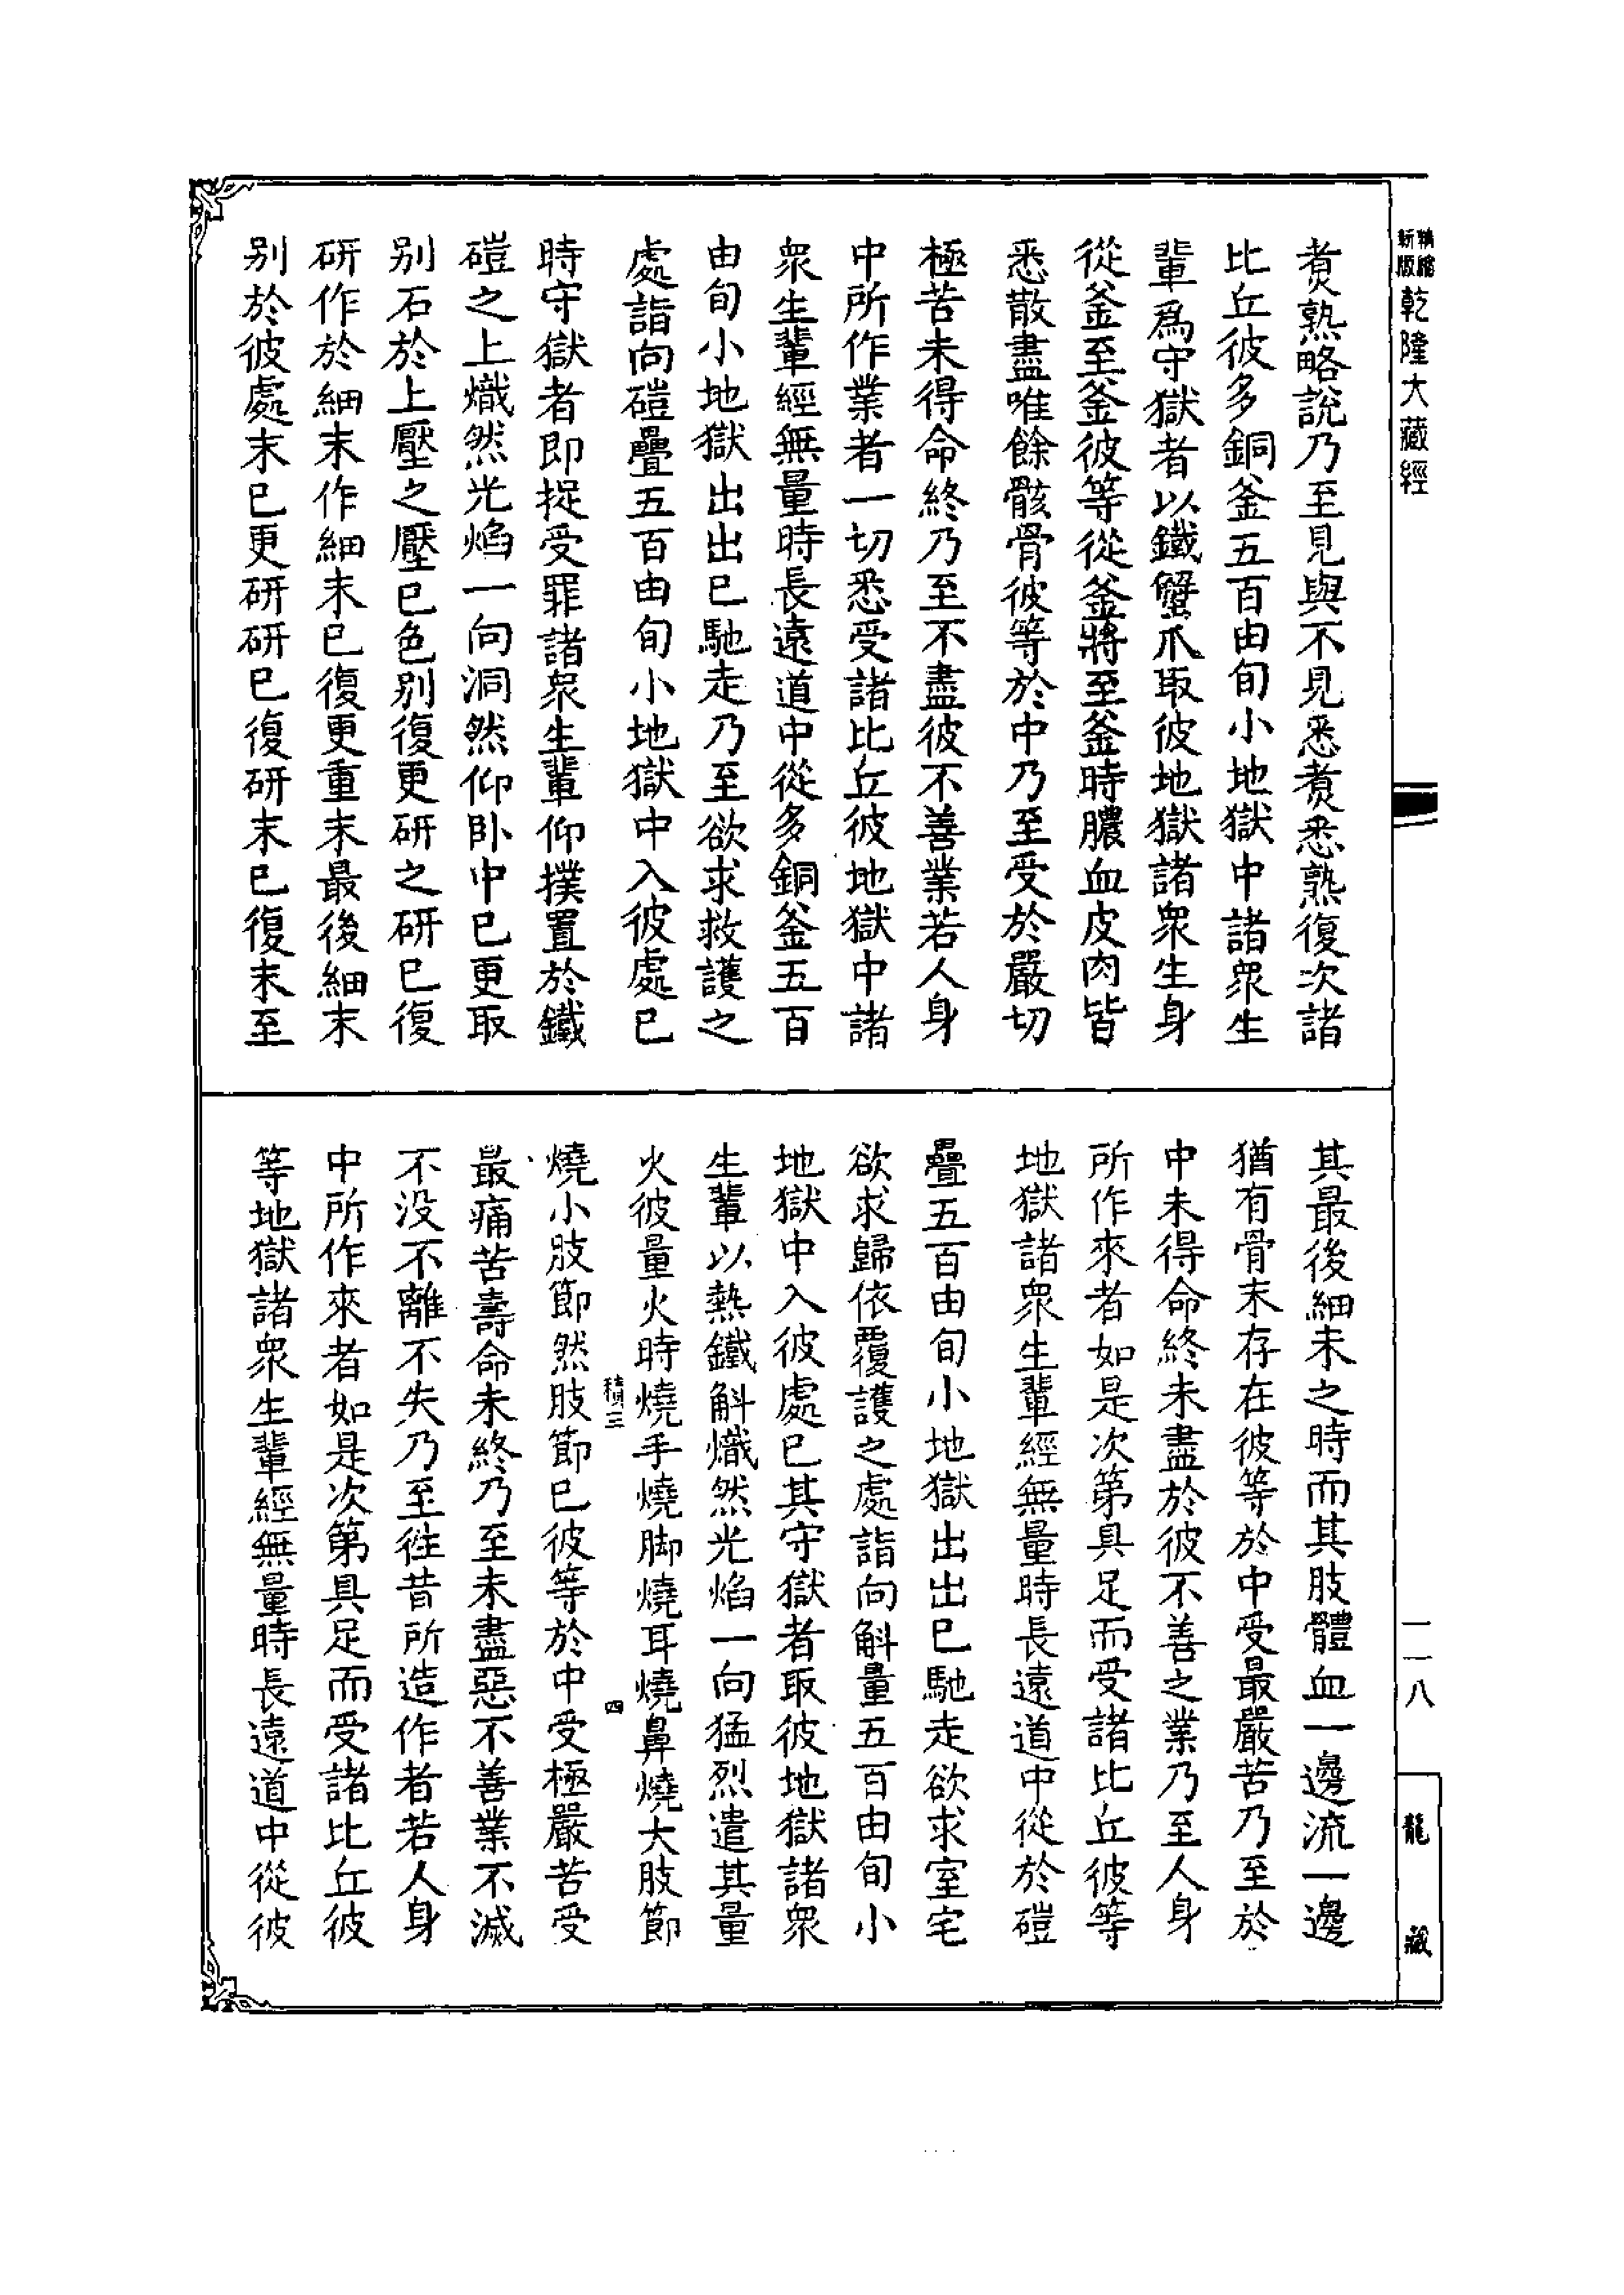 新版
精縮
乾隆大藏經
煑熟略說乃至見與不見悉煑悉熟復次諸
比丘彼多銅釜五百由旬小地獄中諸衆生
輩爲守獄者以鐵蟹爪取彼地獄諸衆生身
從釜至釜彼等從釜將至釜時膿血皮肉皆
悉散盡唯餘骸骨彼等於中乃至受於嚴切
極苦未得命終乃至不盡彼不善業若人身
中所作業者一切悉受諸比丘彼地獄中諸
衆生輩經無量時長遠道中從多銅釜五百
由旬小地獄出出已馳走乃至欲求救護之
處詣向磑疊五百由旬小地獄中入彼處已
時守獄者即捉受罪諸衆生輩仰撲置於鐵
磑之上熾然光焰一向洞然仰卧中已更取
别石於上壓之壓已色别復更研之研已復
研作於細末作細末已復更重末最後細末
别於彼處末已更研研已復研末已復末至
其最後細末之時而其肢體血一邊流一邊
猶有骨末存在彼等於中受最嚴苦乃至於
中未得命終未盡於彼不善之業乃至人身
所作來者如是次第具足而受諸比丘彼等
地獄諸衆生輩經無量時長遠道中從於磑
疊五百由旬小地獄出出已馳走欲求室宅
欲求歸依覆護之處詣向斛量五百由旬小
地獄中入彼處已其守獄者取彼地獄諸衆
生輩以熱鐵斛熾然光焰一向猛烈遣其量
火彼量火時燒手燒脚燒耳燒鼻燒大肢節
積三
四
燒小肢節然肢節已彼等於中受極嚴苦受
最痛苦壽命未終乃至未盡惡不善業不滅
不没不離不失乃至徃昔所造作者若人身
中所作來者如是次第具足而受諸比丘彼
等地獄諸衆生輩經無量時長遠道中從彼
一一八
龍藏